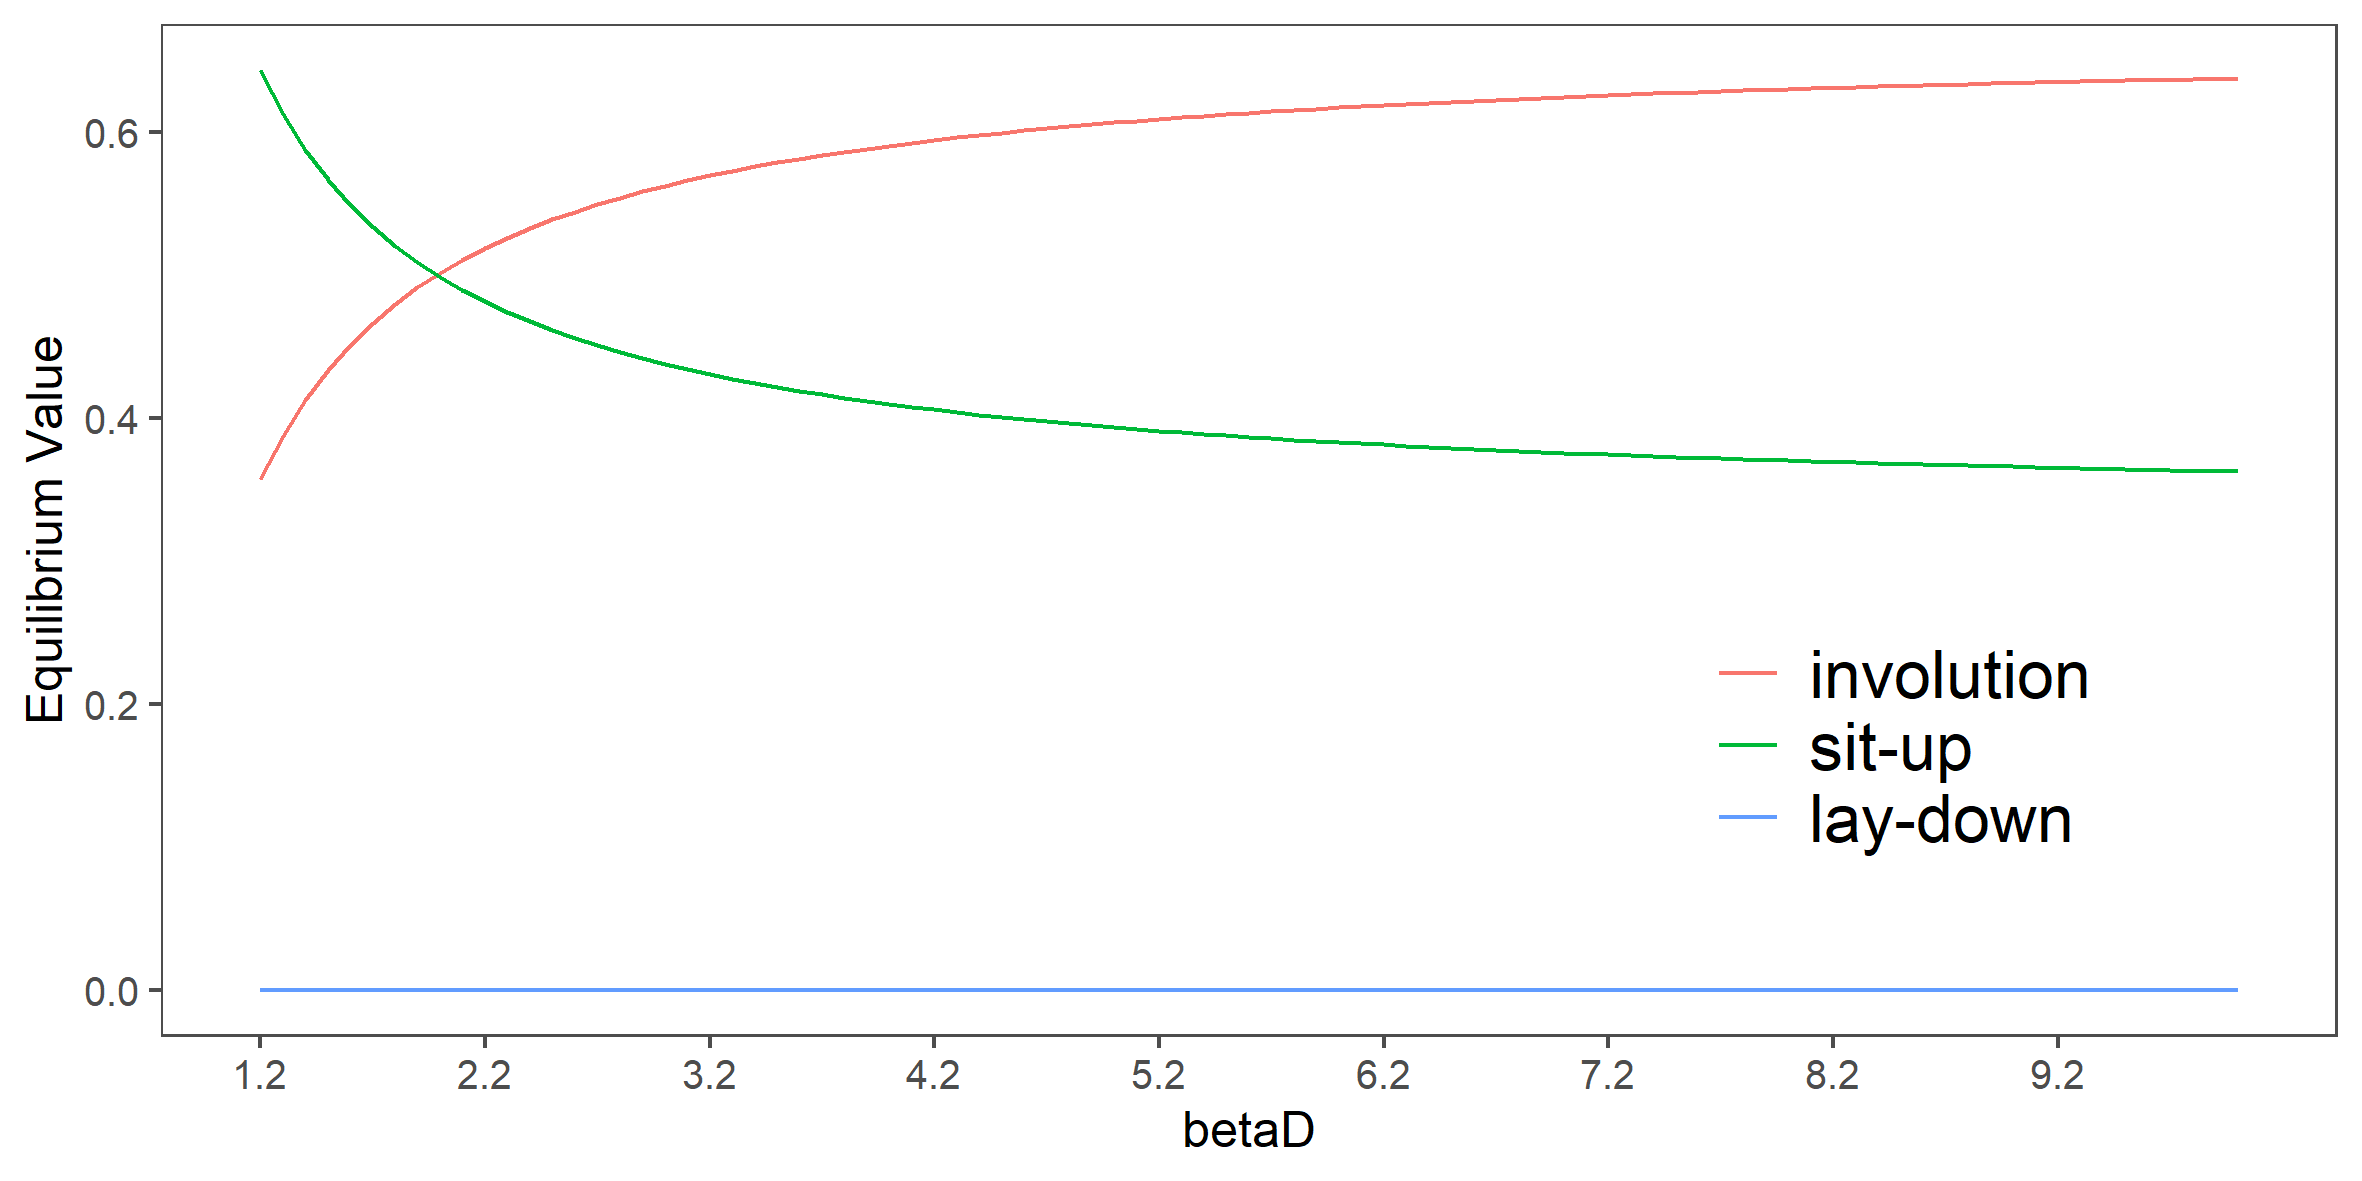 Equilibrium Value
0.6
0.4
0.2
0.0
involution
sit-up
lay-down
1.2 2.2 3.2 4.2 5.2 6.2 7.2 8.2 9.2
betaD